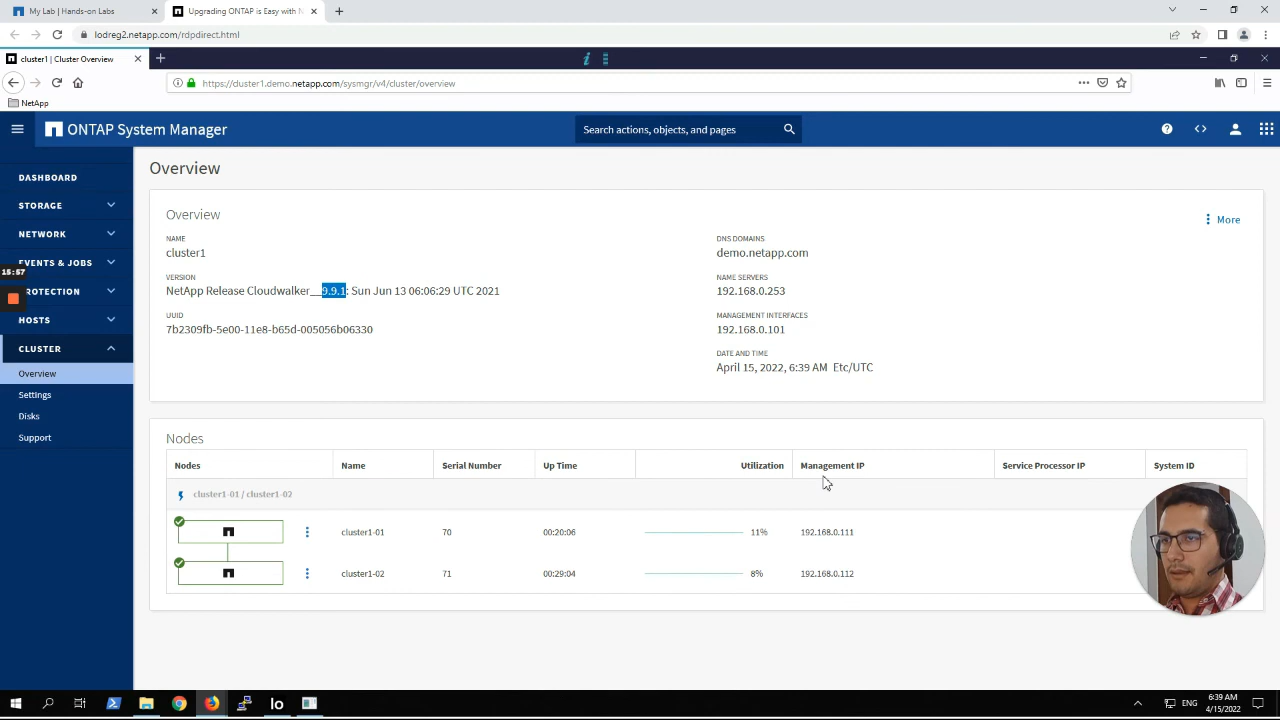 My Lab | Hands-on Labs
Upgrading ONTAP is Easy with N
lodreg2.netapp.com/rdpdirect.html
cluster1 | Cluster Overview
https://cluster1.demo.netapp.com/sysmgr/v4/cluster/overview
NetApp
ONTAP System Manager
Search actions, objects, and pages
DASHBOARD
STORAGE
NETWORK
EVENTS & JOBS
15:57
ROTECTION
HOSTS
CLUSTER
Overview
Settings
Disks
Support
Overview
Overview
More
NAME
cluster1
VERSION
NetApp Release Cloudwalker__9.9.1: Sun Jun 13 06:06:29 UTC 2021
UUID
7b2309fb-5e00-11e8-b65d-005056b06330
DNS DOMAINS
demo.netapp.com
NAME SERVERS
192.168.0.253
MANAGEMENT INTERFACES
192.168.0.101
DATE AND TIME
April 15, 2022, 6:39 AM Etc/UTC
Nodes
Nodes Name Serial Number Up Time Utilization Management IP Service Processor IP System ID
cluster1-01 / cluster1-02
cluster1-01 70 00:20:06 11% 192.168.0.111
cluster1-02 71 00:29:04 8% 192.168.0.112
lo
ENG
6:39 AM
4/15/2022